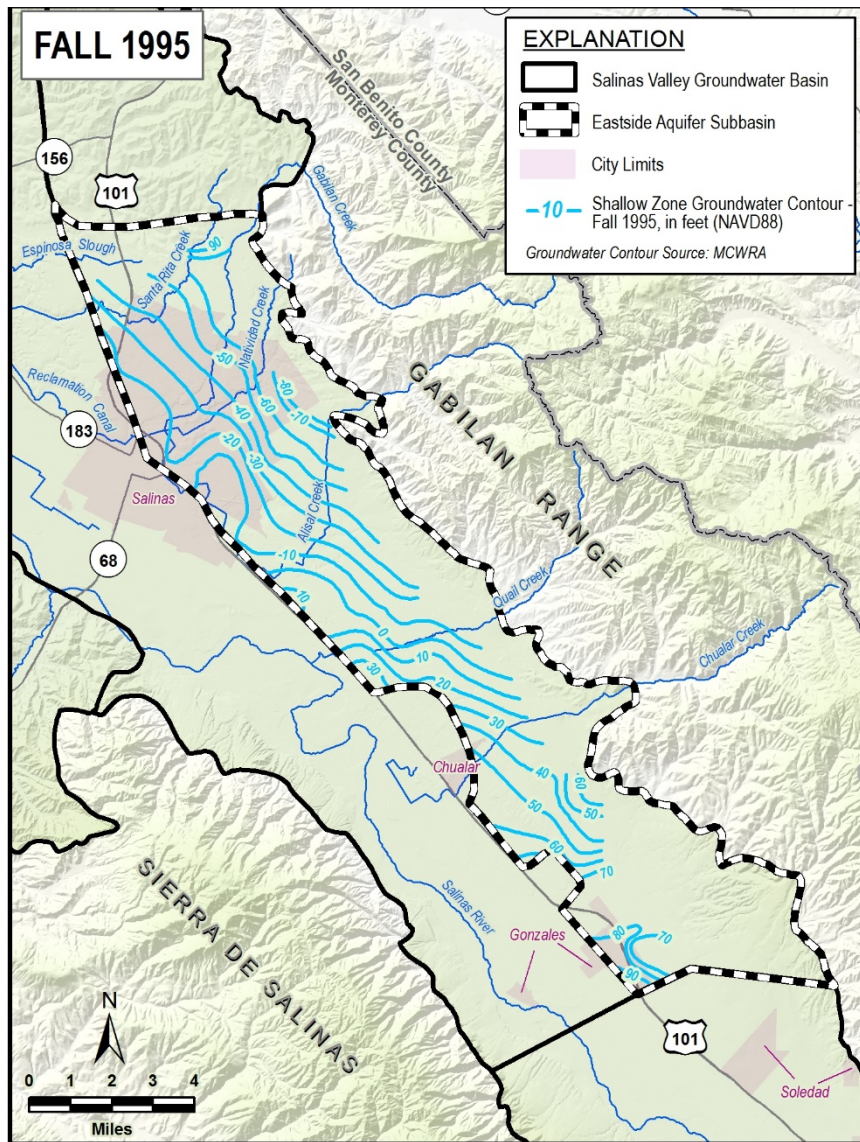 FALL 1995
EXPLANATION
Salinas Valley Groundwater Basin
Eastside Aquifer Subbasin
City Limits
-10
Shallow Zone Groundwater Contour -
Fall 1995, in feet (NAVD88)
Groundwater Contour Source: MCWRA
San Benito County
Monterey County
156
101
Gabilan Creek
Espinosa Slough
Santa Rita Creek
90
Natividad Creek
-50
-80
Reclamation Canal
-60
-70
-40
183
-20
-30
GABILAN RANGE
Salinas
Alisal Creek
68
-10
Quail Creek
10
0
Chualar Creek
10
30
20
30
Chualar
40
60
50
50
60
70
SIERRA DE SALINAS
Salinas River
Gonzales
80
70
90
N
101
0 1 2 3 4
Miles
Soledad